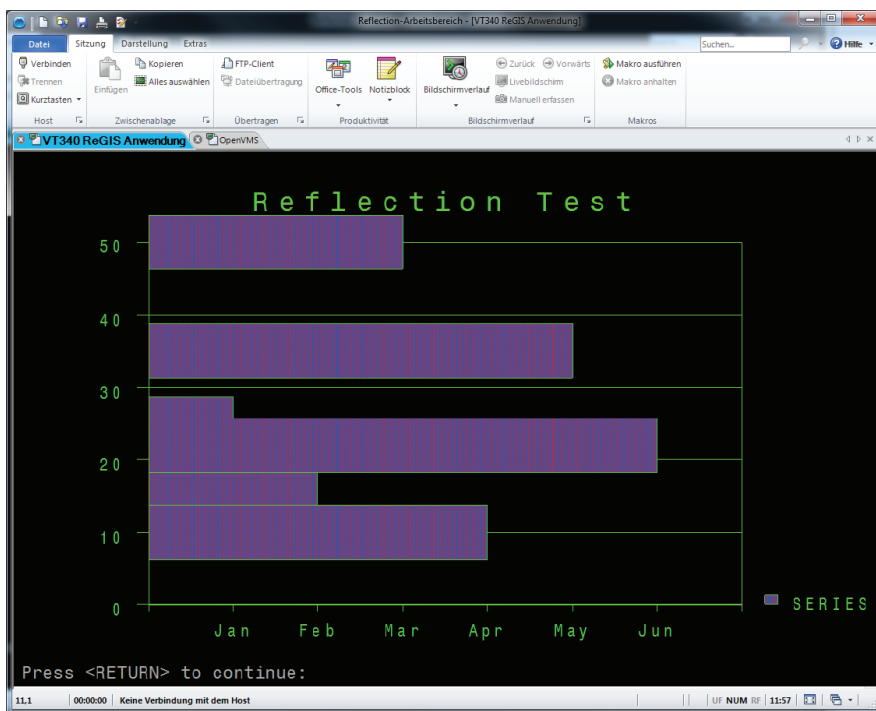 Reflection-Arbeitsbereich - [VT340 ReGIS Anwendung]
Datei Sitzung Darstellung Extras
Suchen...
Hilfe
Verbinden
Trennen
Kurztasten
Host
Einfügen
Kopieren
Alles auswählen
Zwischenablage
FTP-Client
Dateiübertragung
Übertragen
Office-Tools Notizblock
Produktivität
Bildschirmverlauf
Zurück Vorwärts
Livebildschirm
Manuell erfassen
Bildschirmverlauf
Makro ausführen
Makro anhalten
Makros
VT340 ReGIS Anwendung
OpenVMS
Reflection Test
50
40
30
20
10
0
Jan Feb Mar Apr May Jun
SERIES
Press <RETURN> to continue:
11,1 00:00:00 Keine Verbindung mit dem Host UF NUM RF 11:57